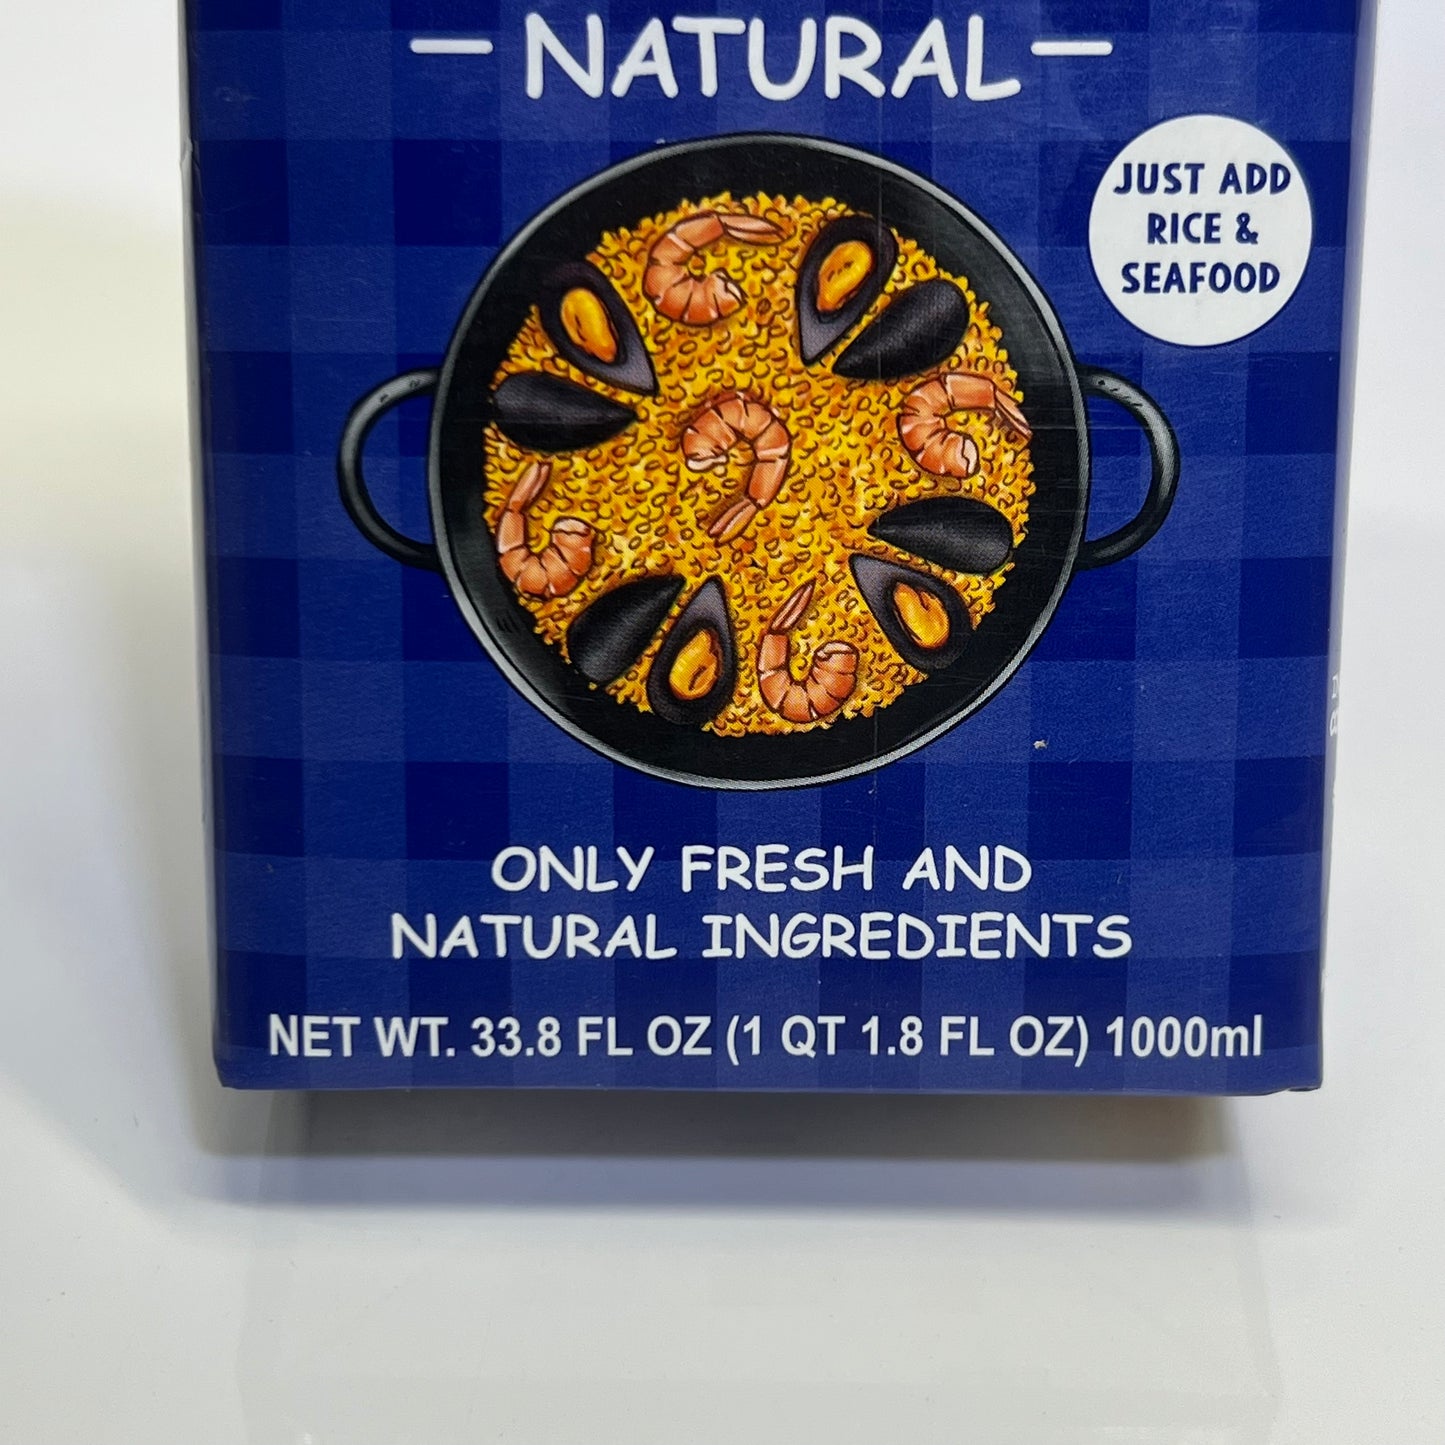 — NATURAL —
JUST ADD
RICE &
SEAFOOD
ONLY FRESH AND
NATURAL INGREDIENTS
NET WT. 33.8 FL OZ (1 QT 1.8 FL OZ) 1000ml